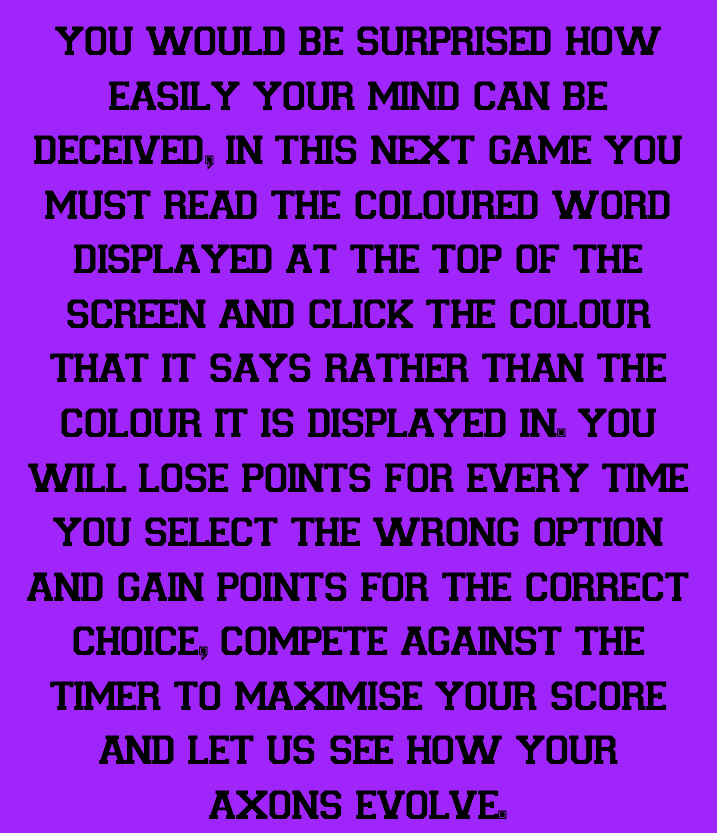 YOU WOULD BE SURPRISED HOW
EASILY YOUR MIND CAN BE
DECEIVED, IN THIS NEXT GAME YOU
MUST READ THE COLOURED WORD
DISPLAYED AT THE TOP OF THE
SCREEN AND CLICK THE COLOUR
THAT IT SAYS RATHER THAN THE
COLOUR IT IS DISPLAYED IN. YOU
WILL LOSE POINTS FOR EVERY TIME
YOU SELECT THE WRONG OPTION
AND GAIN POINTS FOR THE CORRECT
CHOICE, COMPETE AGAINST THE
TIMER TO MAXIMISE YOUR SCORE
AND LET US SEE HOW YOUR
AXONS EVOLVE.